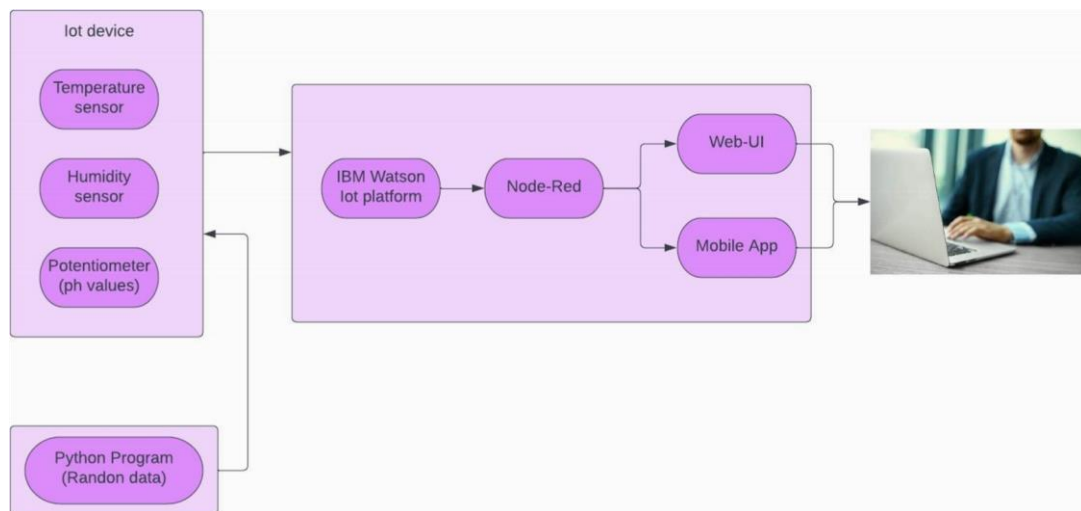 Iot device
Temperature
sensor
Humidity
sensor
Potentiometer
(ph values)
Python Program
(Randon data)
IBM Watson
Iot platform
Node-Red
Web-UI
Mobile App